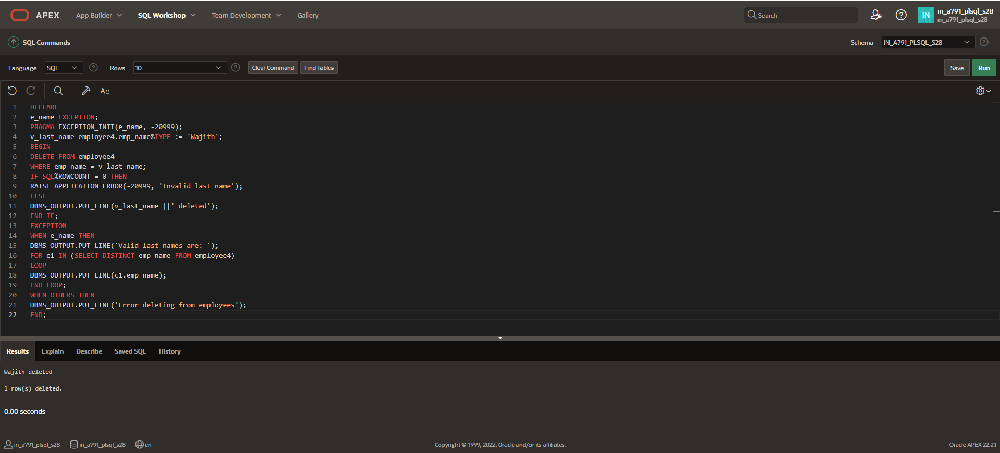 APEX App Builder SQL Workshop Team Development Gallery Search IN in_a791_plsql_s28
in_a791_plsql_s28
SQL Commands Schema IN_A791_PLSQL_S28
Language SQL Rows 10 Clear Command Find Tables Save Run
A::
1 DECLARE
2 e_name EXCEPTION;
3 PRAGMA EXCEPTION_INIT(e_name, -20999);
4 v_last_name employee4.emp_name%TYPE := 'Wajith';
5 BEGIN
6 DELETE FROM employee4
7 WHERE emp_name = v_last_name;
8 IF SQL%ROWCOUNT = 0 THEN
9 RAISE_APPLICATION_ERROR(-20999, 'Invalid last name');
10 ELSE
11 DBMS_OUTPUT.PUT_LINE(v_last_name ||' deleted');
12 END IF;
13 EXCEPTION
14 WHEN e_name THEN
15 DBMS_OUTPUT.PUT_LINE('Valid last names are: ');
16 FOR c1 IN (SELECT DISTINCT emp_name FROM employee4)
17 LOOP
18 DBMS_OUTPUT.PUT_LINE(c1.emp_name);
19 END LOOP;
20 WHEN OTHERS THEN
21 DBMS_OUTPUT.PUT_LINE('Error deleting from employees');
22 END;
Results Explain Describe Saved SQL History
Wajith deleted
1 row(s) deleted.
0.00 seconds
in_a791_plsql_s28 in_a791_plsql_s28 en Copyright © 1999, 2022, Oracle and/or its affiliates. Oracle APEX 22.2.1